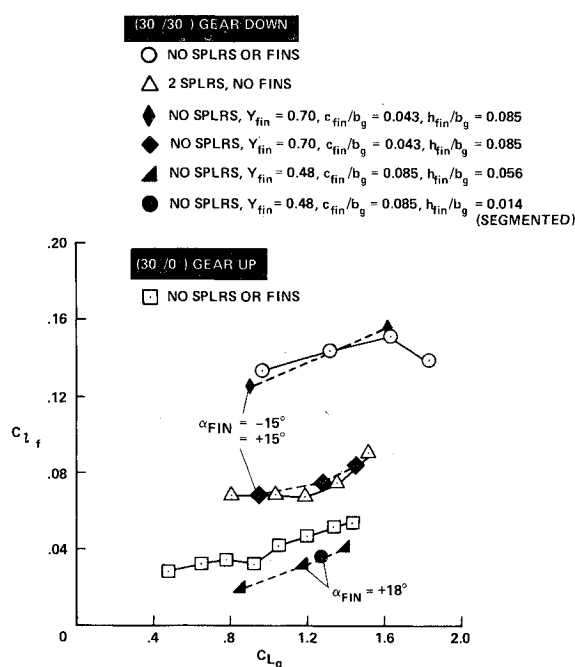 (30 /30 ) GEAR DOWN
NO SPLRS OR FINS
2 SPLRS, NO FINS
NO SPLRS, Y_fin = 0.70, c_fin/b_g = 0.043, h_fin/b_g = 0.085
NO SPLRS, Y_fin = 0.70, c_fin/b_g = 0.043, h_fin/b_g = 0.085
NO SPLRS, Y_fin = 0.48, c_fin/b_g = 0.085, h_fin/b_g = 0.056
NO SPLRS, Y_fin = 0.48, c_fin/b_g = 0.085, h_fin/b_g = 0.014
(SEGMENTED)
.20
(30 /0 ) GEAR UP
NO SPLRS OR FINS
.16
.12
α_FIN = −15°
= +15°
C_l_f
.08
.04
α_FIN = +18°
0
.4
.8
1.2
1.6
2.0
C_L_g